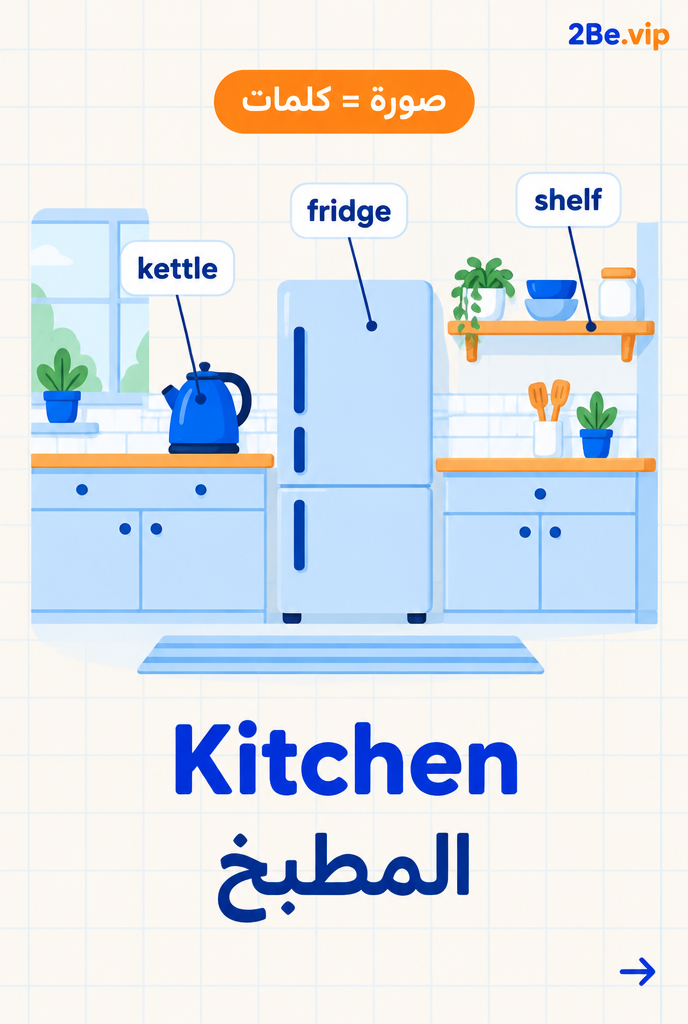 2Be.vip
صورة = كلمات
shelf
fridge
kettle
Kitchen
المطبخ